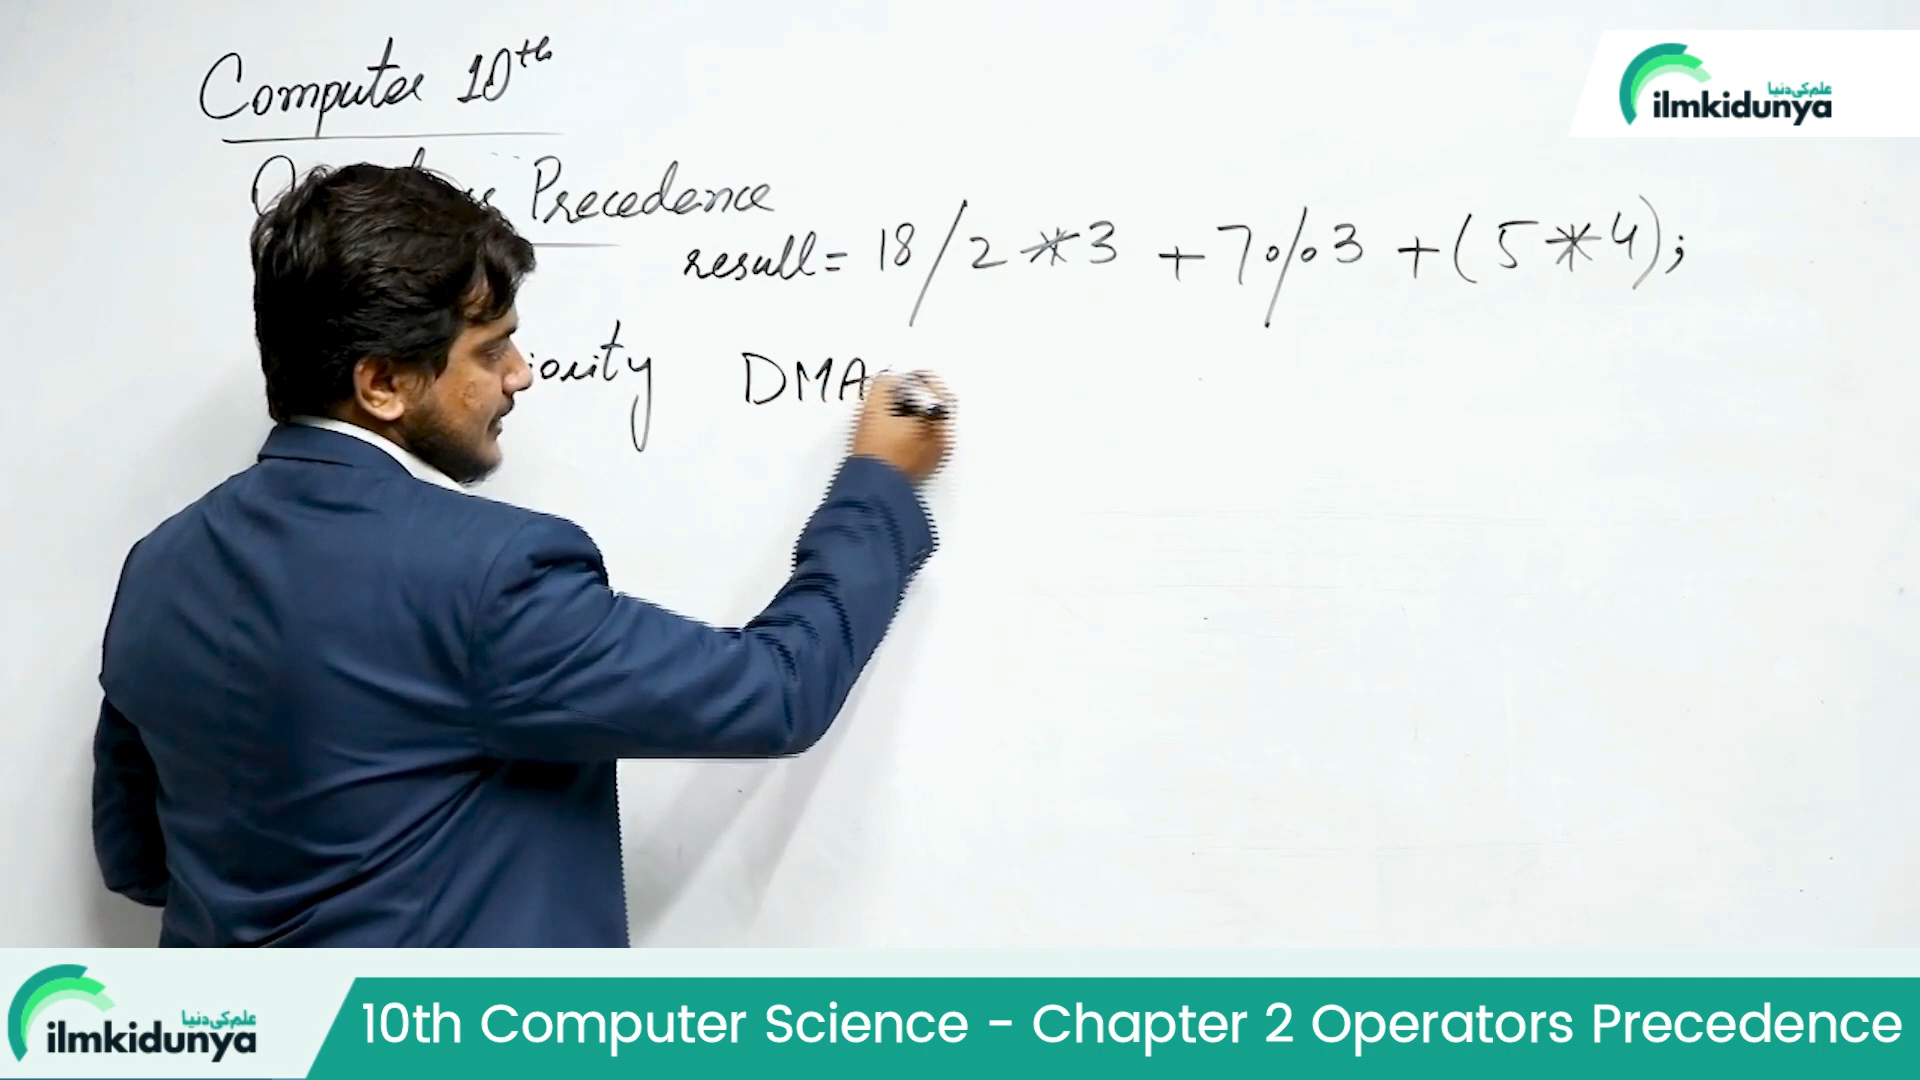 Computer 10th
Precedence
result= 18/2*3 +7%3 +(5*4);
DMA
علم کی دنیا
ilmkidunya
علم کی دنیا
ilmkidunya
10th Computer Science - Chapter 2 Operators Precedence